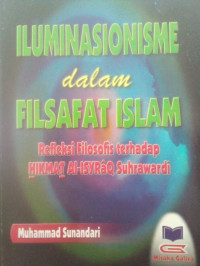 ILUMINASIONISME
dalam
FILSAFAT ISLAM
Refleksi Filosofis terhadap
HIKMAT Al-ISYRâQ Suhrawardi
Muhammad Sunandari